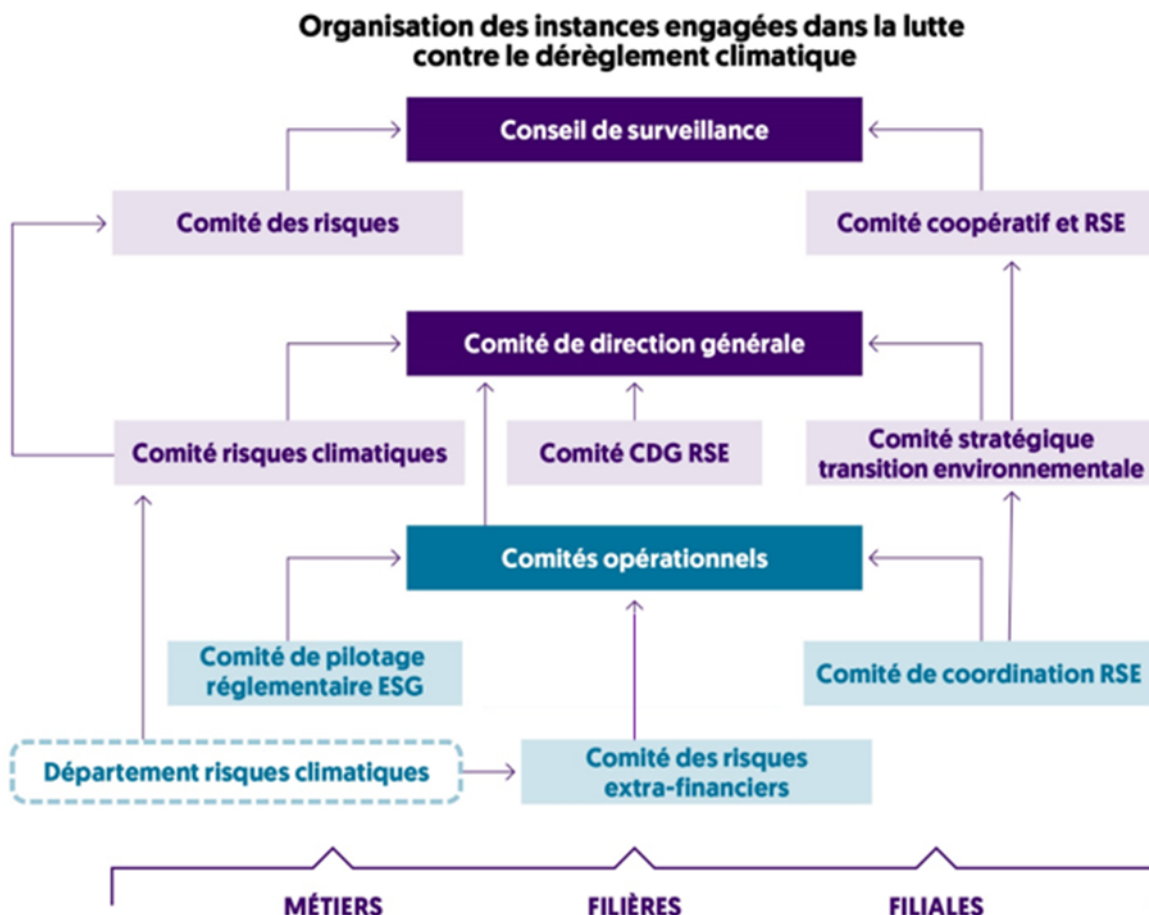 Organisation des instances engagées dans la lutte
contre le dérèglement climatique
Conseil de surveillance
Comité des risques
Comité coopératif et RSE
Comité de direction générale
Comité risques climatiques
Comité CDG RSE
Comité stratégique
transition environnementale
Comités opérationnels
Comité de pilotage
réglementaire ESG
Comité de coordination RSE
Département risques climatiques
Comité des risques
extra-financiers
MÉTIERS
FILIÈRES
FILIALES